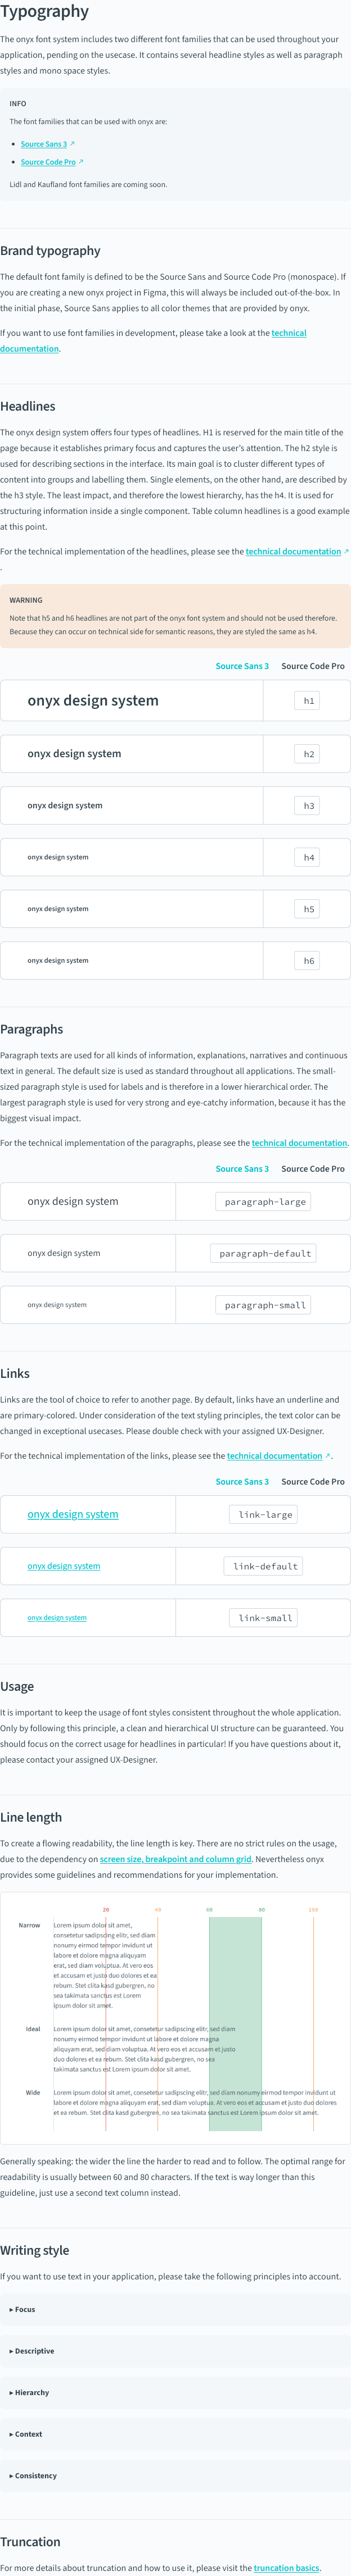 Typography
The onyx font system includes two different font families that can be used throughout your
application, pending on the usecase. It contains several headline styles as well as paragraph
styles and mono space styles.
INFO
The font families that can be used with onyx are:
• Source Sans 3 ↗
• Source Code Pro ↗
Lidl and Kaufland font families are coming soon.
Brand typography
The default font family is defined to be the Source Sans and Source Code Pro (monospace). If
you are creating a new onyx project in Figma, this will always be included out-of-the-box. In
the initial phase, Source Sans applies to all color themes that are provided by onyx.
If you want to use font families in development, please take a look at the technical
documentation.
Headlines
The onyx design system offers four types of headlines. H1 is reserved for the main title of the
page because it establishes primary focus and captures the user's attention. The h2 style is
used for describing sections in the interface. Its main goal is to cluster different types of
content into groups and labelling them. Single elements, on the other hand, are described by
the h3 style. The least impact, and therefore the lowest hierarchy, has the h4. It is used for
structuring information inside a single component. Table column headlines is a good example
at this point.
For the technical implementation of the headlines, please see the technical documentation ↗
.
WARNING
Note that h5 and h6 headlines are not part of the onyx font system and should not be used therefore.
Because they can occur on technical side for semantic reasons, they are styled the same as h4.
Source Sans 3 Source Code Pro
onyx design system h1
onyx design system h2
onyx design system h3
onyx design system h4
onyx design system h5
onyx design system h6
Paragraphs
Paragraph texts are used for all kinds of information, explanations, narratives and continuous
text in general. The default size is used as standard throughout all applications. The small-
sized paragraph style is used for labels and is therefore in a lower hierarchical order. The
largest paragraph style is used for very strong and eye-catchy information, because it has the
biggest visual impact.
For the technical implementation of the paragraphs, please see the technical documentation.
Source Sans 3 Source Code Pro
onyx design system paragraph-large
onyx design system paragraph-default
onyx design system paragraph-small
Links
Links are the tool of choice to refer to another page. By default, links have an underline and
are primary-colored. Under consideration of the text styling principles, the text color can be
changed in exceptional usecases. Please double check with your assigned UX-Designer.
For the technical implementation of the links, please see the technical documentation ↗.
Source Sans 3 Source Code Pro
onyx design system link-large
onyx design system link-default
onyx design system link-small
Usage
It is important to keep the usage of font styles consistent throughout the whole application.
Only by following this principle, a clean and hierarchical UI structure can be guaranteed. You
should focus on the correct usage for headlines in particular! If you have questions about it,
please contact your assigned UX-Designer.
Line length
To create a flowing readability, the line length is key. There are no strict rules on the usage,
due to the dependency on screen size, breakpoint and column grid. Nevertheless onyx
provides some guidelines and recommendations for your implementation.
20 40 60 80 100
Narrow Lorem ipsum dolor sit amet,
consetetur sadipscing elitr, sed diam
nonumy eirmod tempor invidunt ut
labore et dolore magna aliquyam
erat, sed diam voluptua. At vero eos
et accusam et justo duo dolores et ea
rebum. Stet clita kasd gubergren, no
sea takimata sanctus est Lorem
ipsum dolor sit amet.
Ideal Lorem ipsum dolor sit amet, consetetur sadipscing elitr, sed diam
nonumy eirmod tempor invidunt ut labore et dolore magna
aliquyam erat, sed diam voluptua. At vero eos et accusam et justo
duo dolores et ea rebum. Stet clita kasd gubergren, no sea
takimata sanctus est Lorem ipsum dolor sit amet.
Wide Lorem ipsum dolor sit amet, consetetur sadipscing elitr, sed diam nonumy eirmod tempor invidunt ut
labore et dolore magna aliquyam erat, sed diam voluptua. At vero eos et accusam et justo duo dolores
et ea rebum. Stet clita kasd gubergren, no sea takimata sanctus est Lorem ipsum dolor sit amet.
Generally speaking: the wider the line the harder to read and to follow. The optimal range for
readability is usually between 60 and 80 characters. If the text is way longer than this
guideline, just use a second text column instead.
Writing style
If you want to use text in your application, please take the following principles into account.
▸ Focus
▸ Descriptive
▸ Hierarchy
▸ Context
▸ Consistency
Truncation
For more details about truncation and how to use it, please visit the truncation basics.